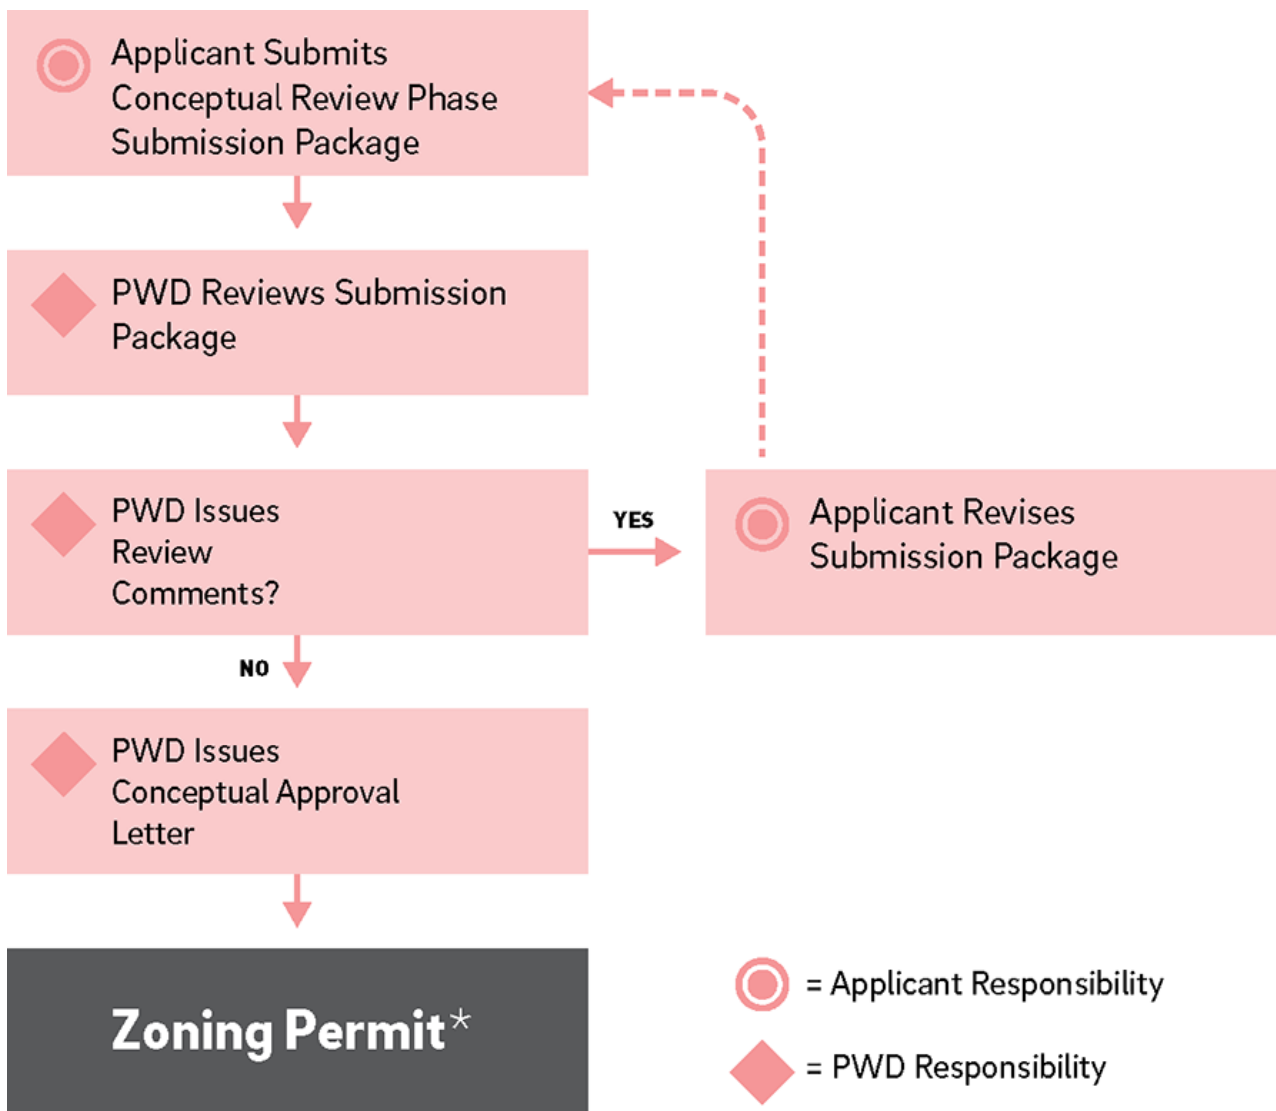 Applicant Submits
Conceptual Review Phase
Submission Package
PWD Reviews Submission
Package
PWD Issues
Review
Comments?
YES
Applicant Revises
Submission Package
NO
PWD Issues
Conceptual Approval
Letter
Zoning Permit*
= Applicant Responsibility
= PWD Responsibility